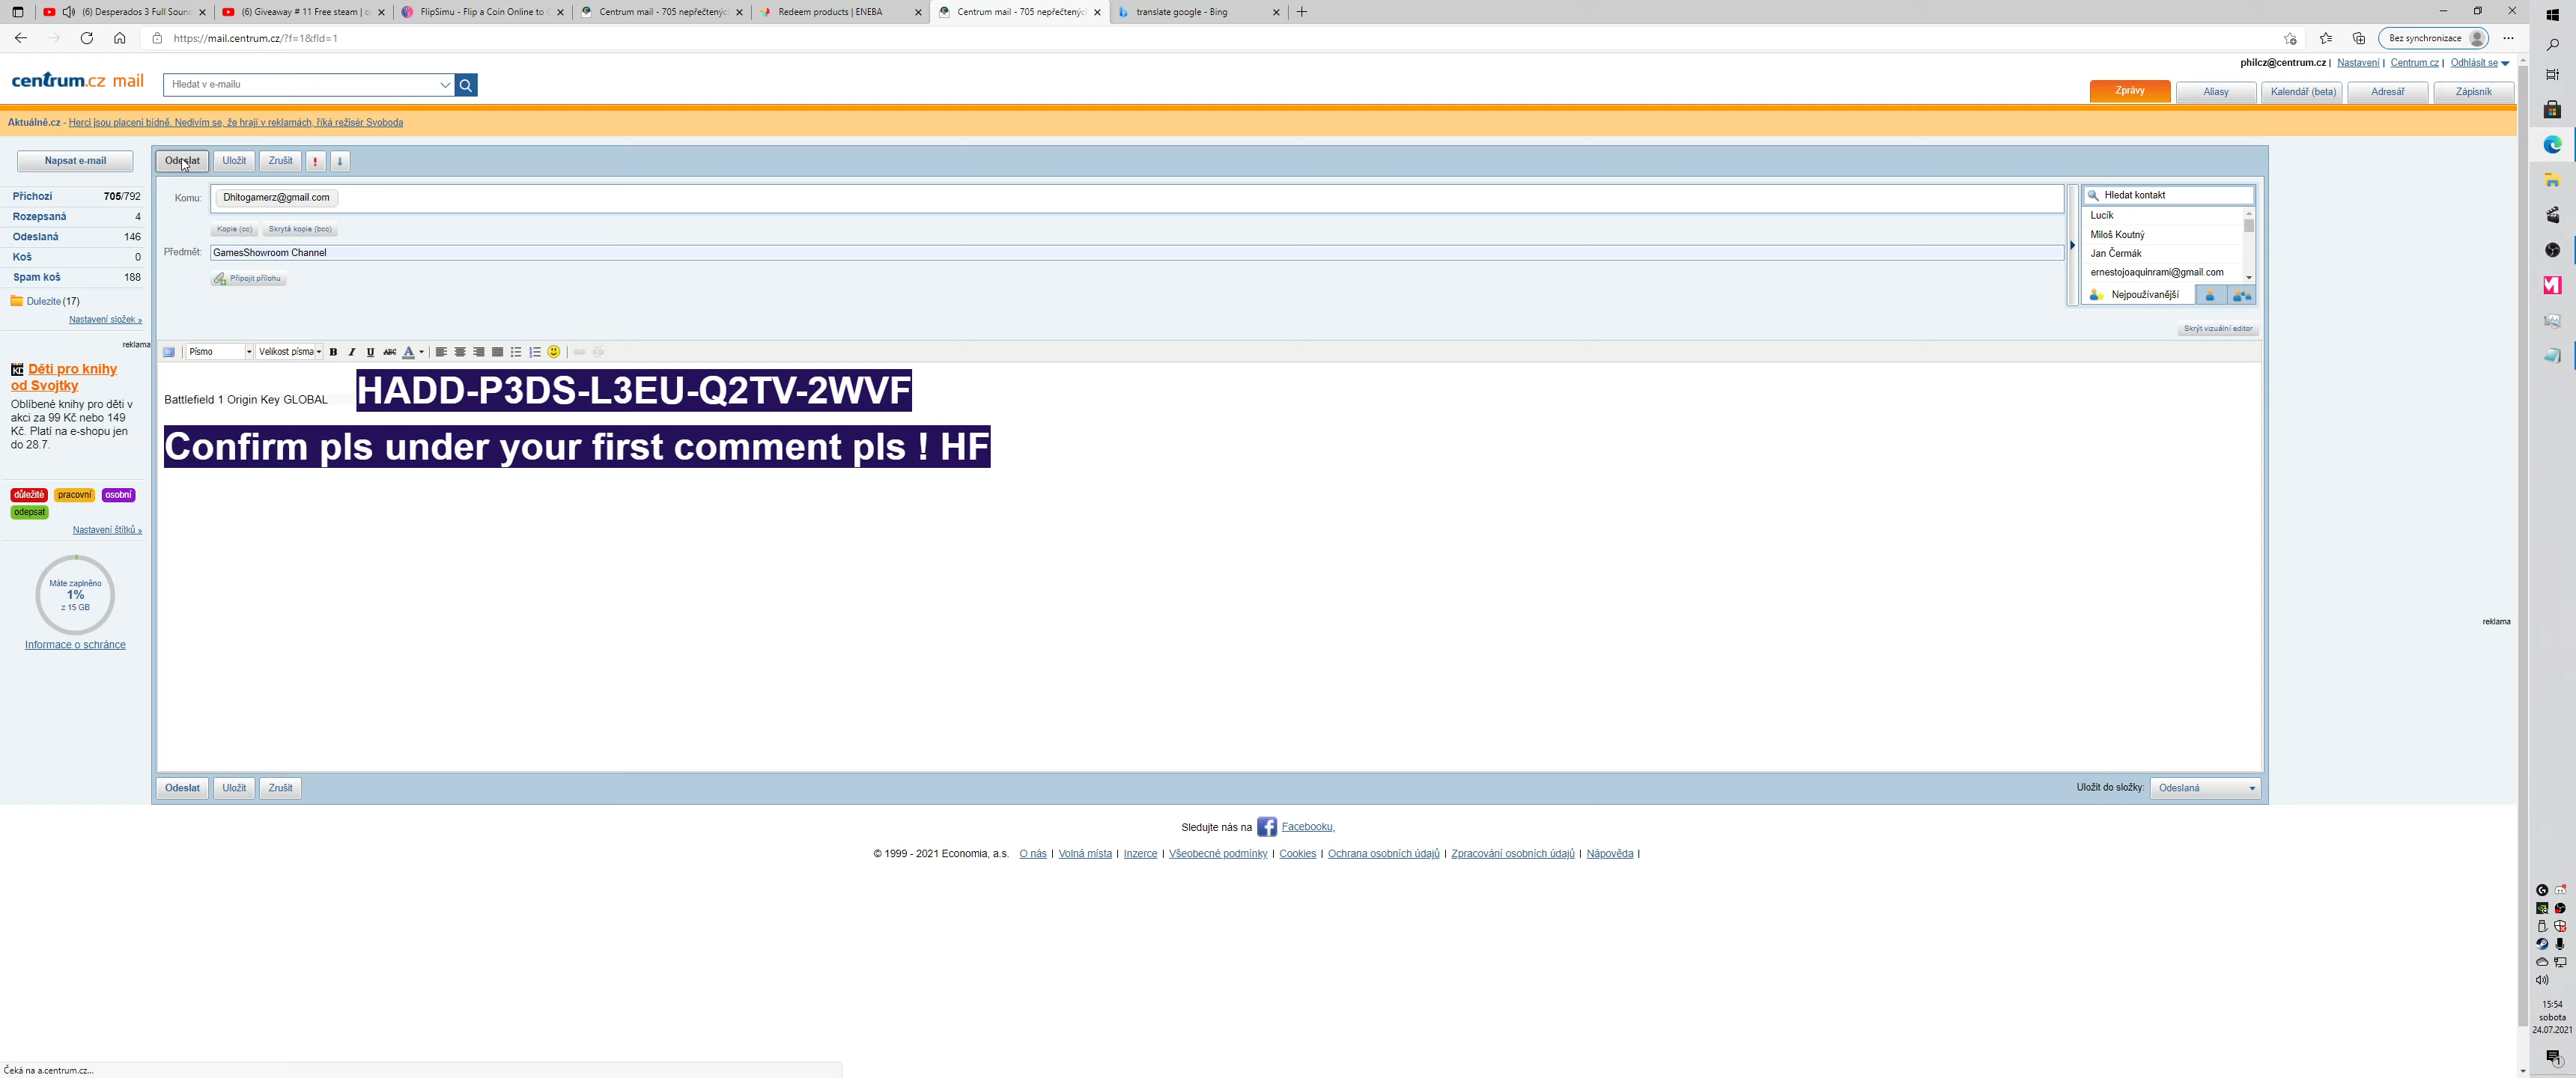 (6) Desperados 3 Full Soun
(6) Giveaway # 11 Free steam | c
FlipSimu - Flip a Coin Online to
Centrum mail - 705 nepřečtenýc
Redeem products | ENEBA
Centrum mail - 705 nepřečtenýc
translate google - Bing
https://mail.centrum.cz/?f=1&fld=1
Bez synchronizace
centrum.cz mail
Hledat v e-mailu
philcz@centrum.cz | Nastavení | Centrum.cz | Odhlásit se
Zprávy
Aliasy
Kalendář (beta)
Adresář
Zápisník
Aktuálně.cz - Herci jsou placeni bídně. Nedivím se, že hrají v reklamách, říká režisér Svoboda
Napsat e-mail
Odeslat
Uložit
Zrušit
Příchozí 705/792
Rozepsaná 4
Odeslaná 146
Koš 0
Spam koš 188
Dulezite (17)
Nastavení složek »
reklama
Děti pro knihy
od Svojtky
Oblíbené knihy pro děti v
akci za 99 Kč nebo 149
Kč. Platí na e-shopu jen
do 28.7.
důležité
pracovní
osobní
odepsat
Nastavení štítků »
Máte zaplněno
1%
z 15 GB
Informace o schránce
Komu: Dhitogamerz@gmail.com
Kopie (cc)
Skrytá kopie (bcc)
Předmět: GamesShowroom Channel
Připojit přílohu
Hledat kontakt
Lucík
Miloš Koutný
Jan Čermák
ernestojoaquinrami@gmail.com
Nejpoužívanější
Skrýt vizuální editor
Písmo
Velikost písma
B I U ABC A
Battlefield 1 Origin Key GLOBAL HADD-P3DS-L3EU-Q2TV-2WVF
Confirm pls under your first comment pls ! HF
Odeslat
Uložit
Zrušit
Uložit do složky: Odeslaná
reklama
Sledujte nás na Facebooku,
© 1999 - 2021 Economia, a.s. O nás | Volná místa | Inzerce | Všeobecné podmínky | Cookies | Ochrana osobních údajů | Zpracování osobních údajů | Nápověda |
Čeká na a.centrum.cz...
15:54
sobota
24.07.2021